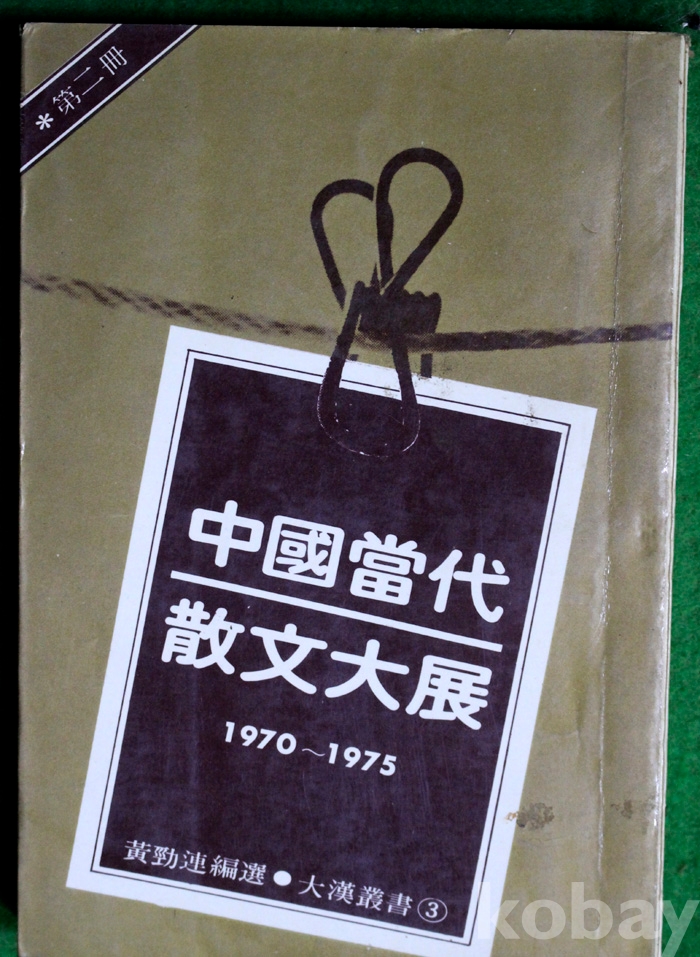 *第二冊
中國當代
散文大展
1970~1975
黃勁連編選●大漢叢書③
kobay